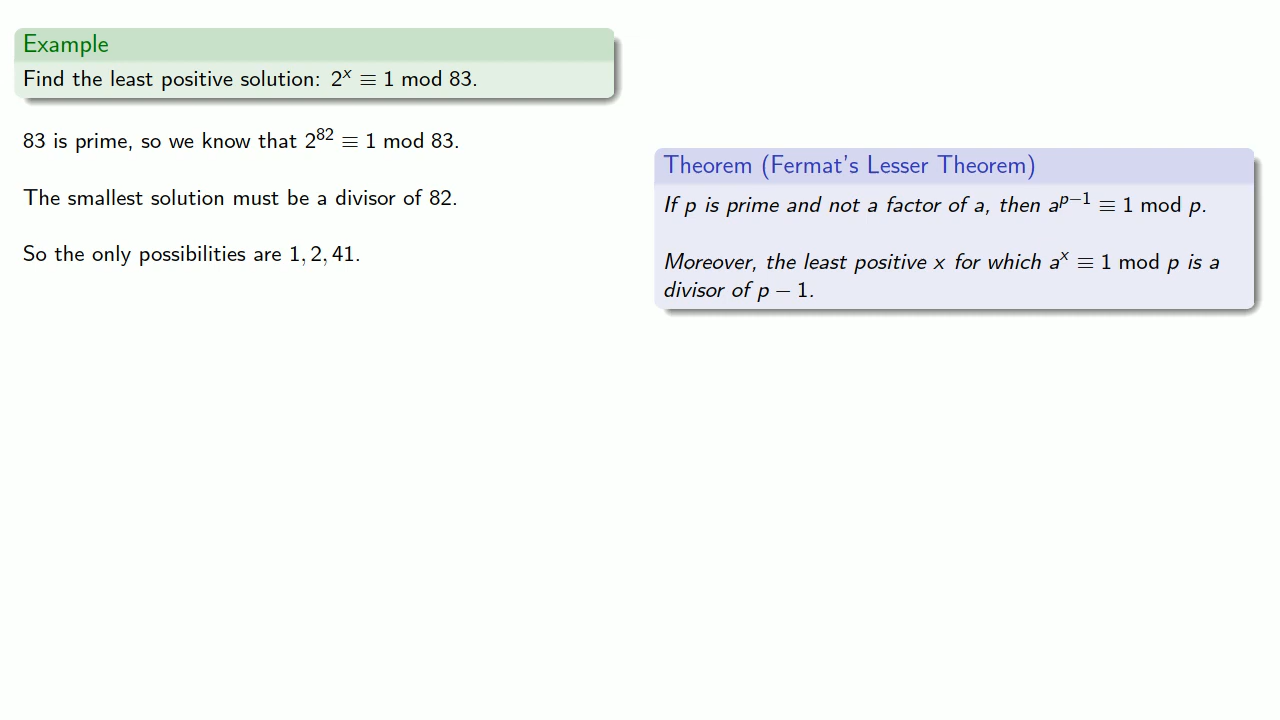 Example
Find the least positive solution: 2^x ≡ 1 mod 83.
83 is prime, so we know that 2^82 ≡ 1 mod 83.
The smallest solution must be a divisor of 82.
So the only possibilities are 1, 2, 41.
Theorem (Fermat's Lesser Theorem)
If p is prime and not a factor of a, then a^{p−1} ≡ 1 mod p.
Moreover, the least positive x for which a^x ≡ 1 mod p is a
divisor of p − 1.